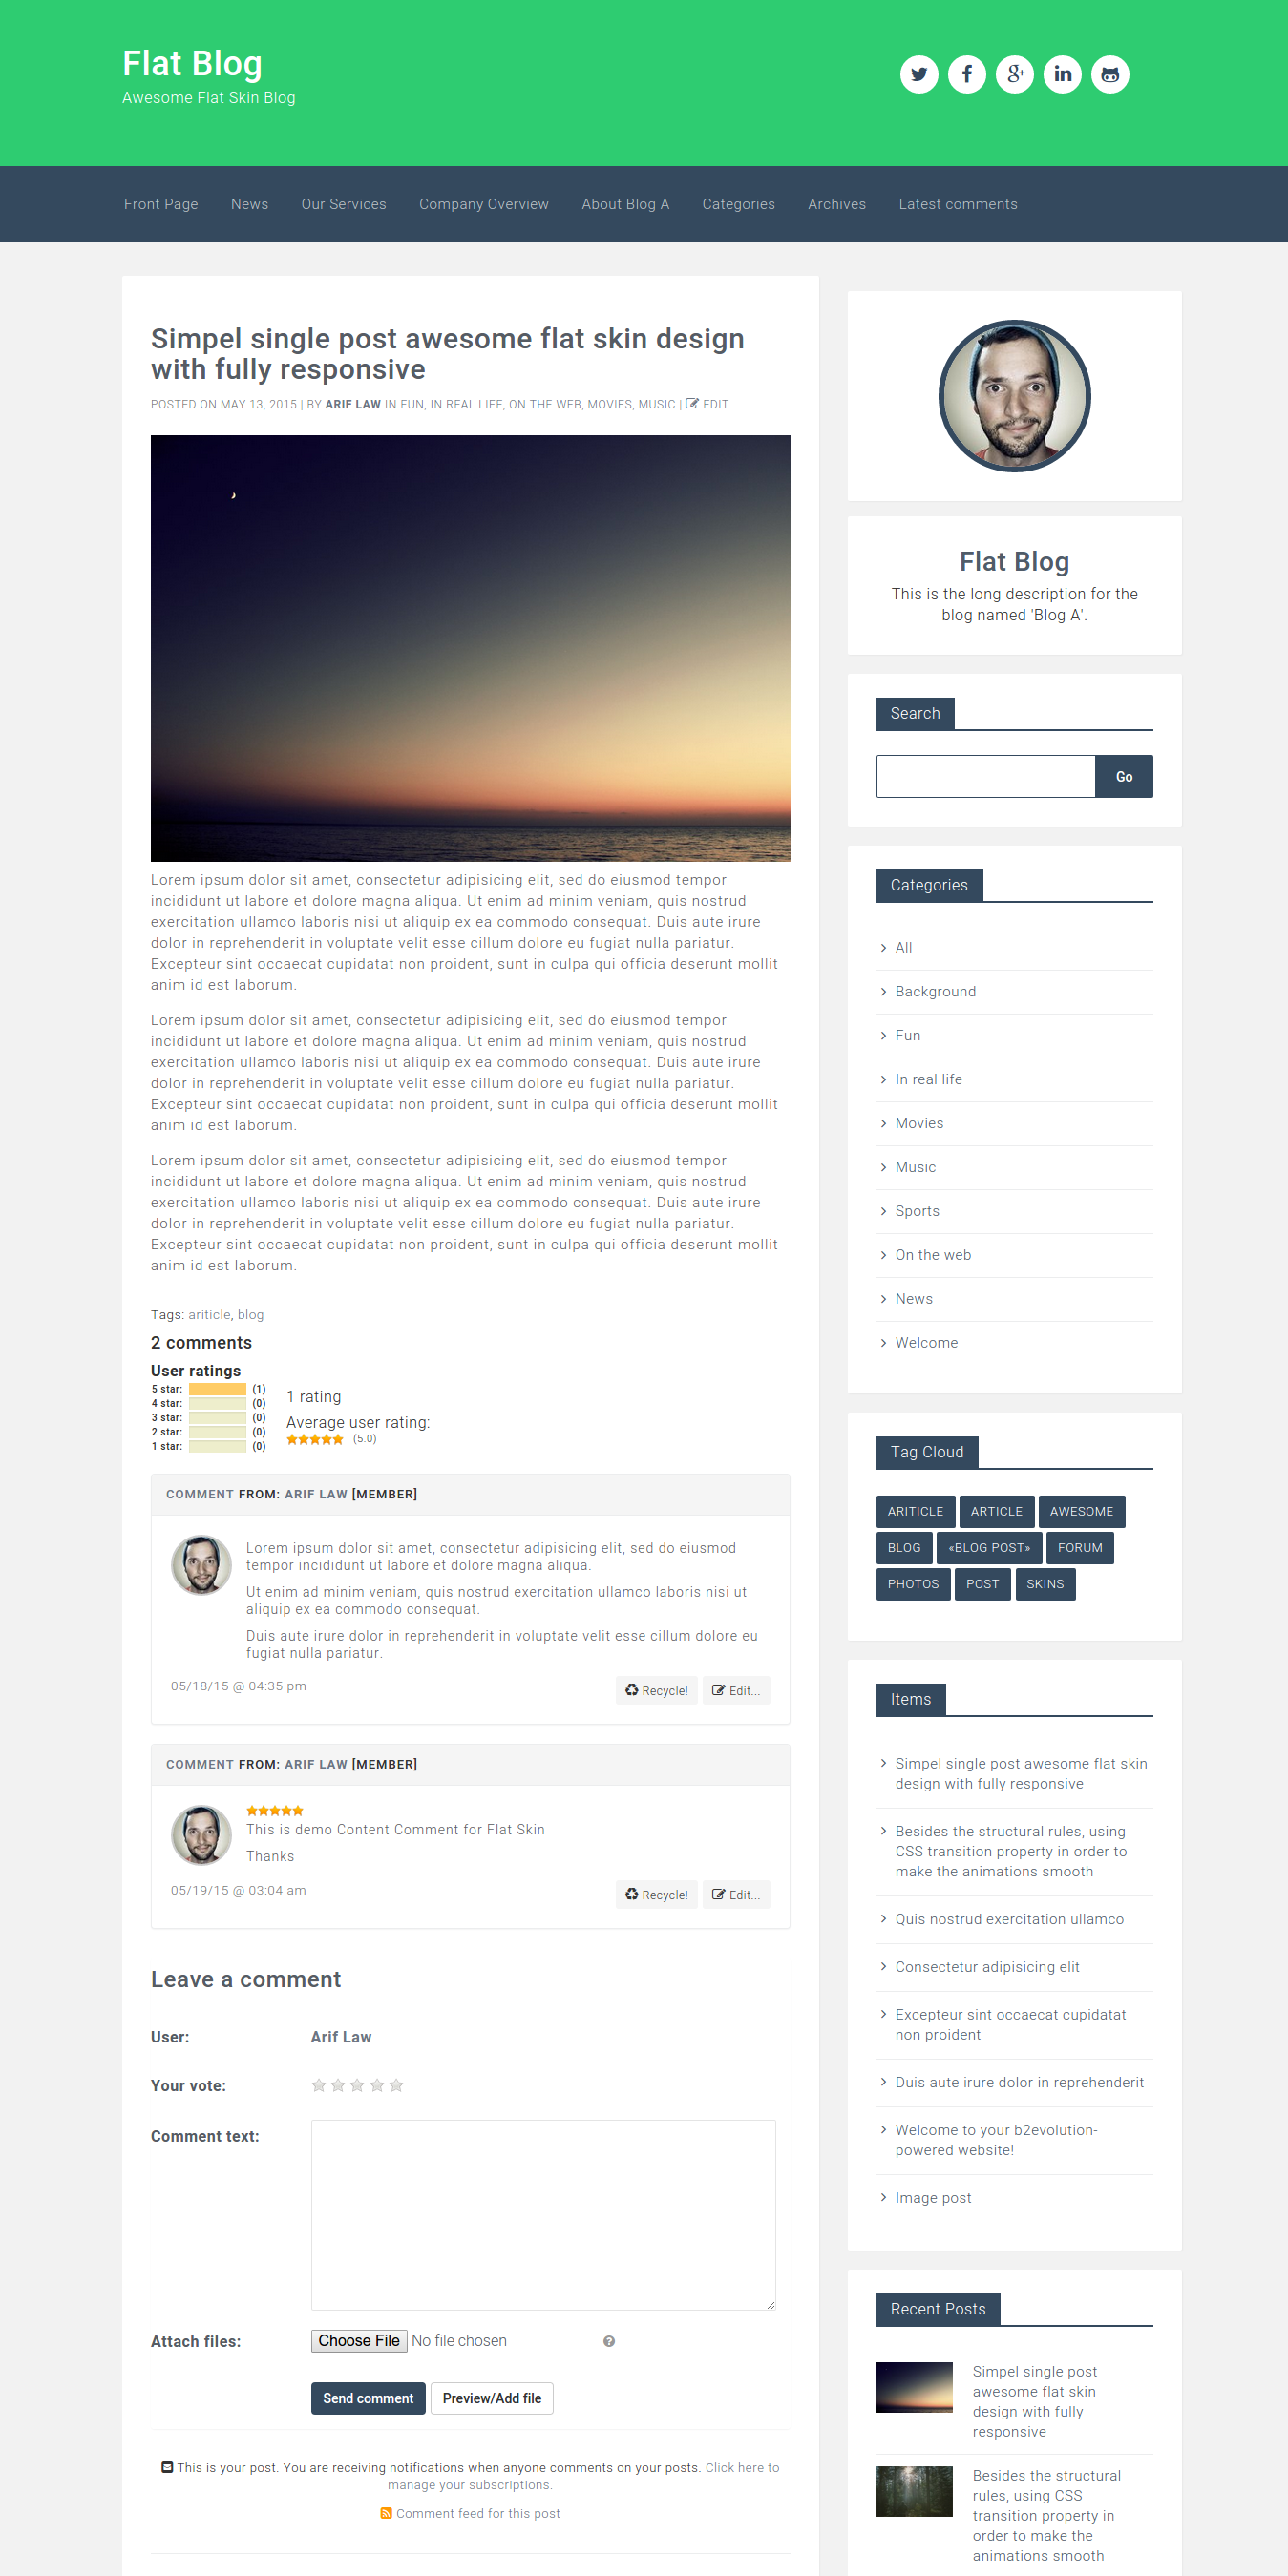 Flat Blog
Awesome Flat Skin Blog
Front Page News Our Services Company Overview About Blog A Categories Archives Latest comments
Simpel single post awesome flat skin design
with fully responsive
POSTED ON MAY 13, 2015 | BY ARIF LAW IN FUN, IN REAL LIFE, ON THE WEB, MOVIES, MUSIC | EDIT...
Lorem ipsum dolor sit amet, consectetur adipisicing elit, sed do eiusmod tempor
incididunt ut labore et dolore magna aliqua. Ut enim ad minim veniam, quis nostrud
exercitation ullamco laboris nisi ut aliquip ex ea commodo consequat. Duis aute irure
dolor in reprehenderit in voluptate velit esse cillum dolore eu fugiat nulla pariatur.
Excepteur sint occaecat cupidatat non proident, sunt in culpa qui officia deserunt mollit
anim id est laborum.
Lorem ipsum dolor sit amet, consectetur adipisicing elit, sed do eiusmod tempor
incididunt ut labore et dolore magna aliqua. Ut enim ad minim veniam, quis nostrud
exercitation ullamco laboris nisi ut aliquip ex ea commodo consequat. Duis aute irure
dolor in reprehenderit in voluptate velit esse cillum dolore eu fugiat nulla pariatur.
Excepteur sint occaecat cupidatat non proident, sunt in culpa qui officia deserunt mollit
anim id est laborum.
Lorem ipsum dolor sit amet, consectetur adipisicing elit, sed do eiusmod tempor
incididunt ut labore et dolore magna aliqua. Ut enim ad minim veniam, quis nostrud
exercitation ullamco laboris nisi ut aliquip ex ea commodo consequat. Duis aute irure
dolor in reprehenderit in voluptate velit esse cillum dolore eu fugiat nulla pariatur.
Excepteur sint occaecat cupidatat non proident, sunt in culpa qui officia deserunt mollit
anim id est laborum.
Tags: ariticle, blog
2 comments
User ratings
5 star: (1)
4 star: (0)
3 star: (0)
2 star: (0)
1 star: (0)
1 rating
Average user rating:
(5.0)
COMMENT FROM: ARIF LAW [MEMBER]
Lorem ipsum dolor sit amet, consectetur adipisicing elit, sed do eiusmod
tempor incididunt ut labore et dolore magna aliqua.
Ut enim ad minim veniam, quis nostrud exercitation ullamco laboris nisi ut
aliquip ex ea commodo consequat.
Duis aute irure dolor in reprehenderit in voluptate velit esse cillum dolore eu
fugiat nulla pariatur.
05/18/15 @ 04:35 pm Recycle! Edit...
COMMENT FROM: ARIF LAW [MEMBER]
This is demo Content Comment for Flat Skin
Thanks
05/19/15 @ 03:04 am Recycle! Edit...
Leave a comment
User: Arif Law
Your vote:
Comment text:
Attach files: Choose File No file chosen
Send comment Preview/Add file
This is your post. You are receiving notifications when anyone comments on your posts. Click here to
manage your subscriptions.
Comment feed for this post
Flat Blog
This is the long description for the
blog named 'Blog A'.
Search
Go
Categories
All
Background
Fun
In real life
Movies
Music
Sports
On the web
News
Welcome
Tag Cloud
ARITICLE ARTICLE AWESOME
BLOG «BLOG POST» FORUM
PHOTOS POST SKINS
Items
Simpel single post awesome flat skin
design with fully responsive
Besides the structural rules, using
CSS transition property in order to
make the animations smooth
Quis nostrud exercitation ullamco
Consectetur adipisicing elit
Excepteur sint occaecat cupidatat
non proident
Duis aute irure dolor in reprehenderit
Welcome to your b2evolution-
powered website!
Image post
Recent Posts
Simpel single post
awesome flat skin
design with fully
responsive
Besides the structural
rules, using CSS
transition property in
order to make the
animations smooth